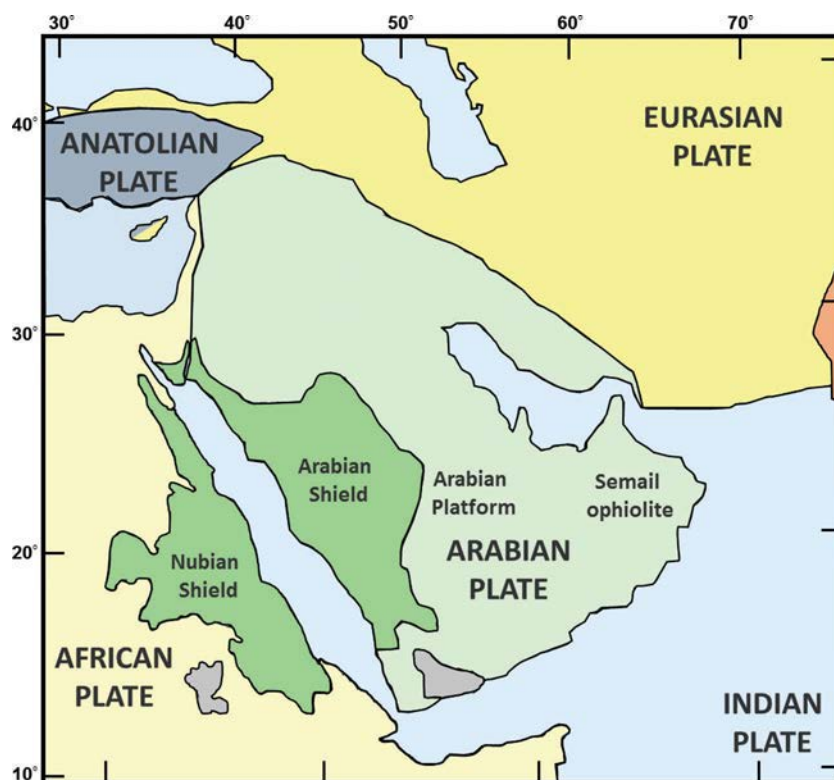 30°
40°
50°
60°
70°
40°
ANATOLIAN
PLATE
EURASIAN
PLATE
30°
Arabian
Shield
Arabian
Platform
Semail
ophiolite
20°
ARABIAN
PLATE
Nubian
Shield
AFRICAN
PLATE
INDIAN
PLATE
10°